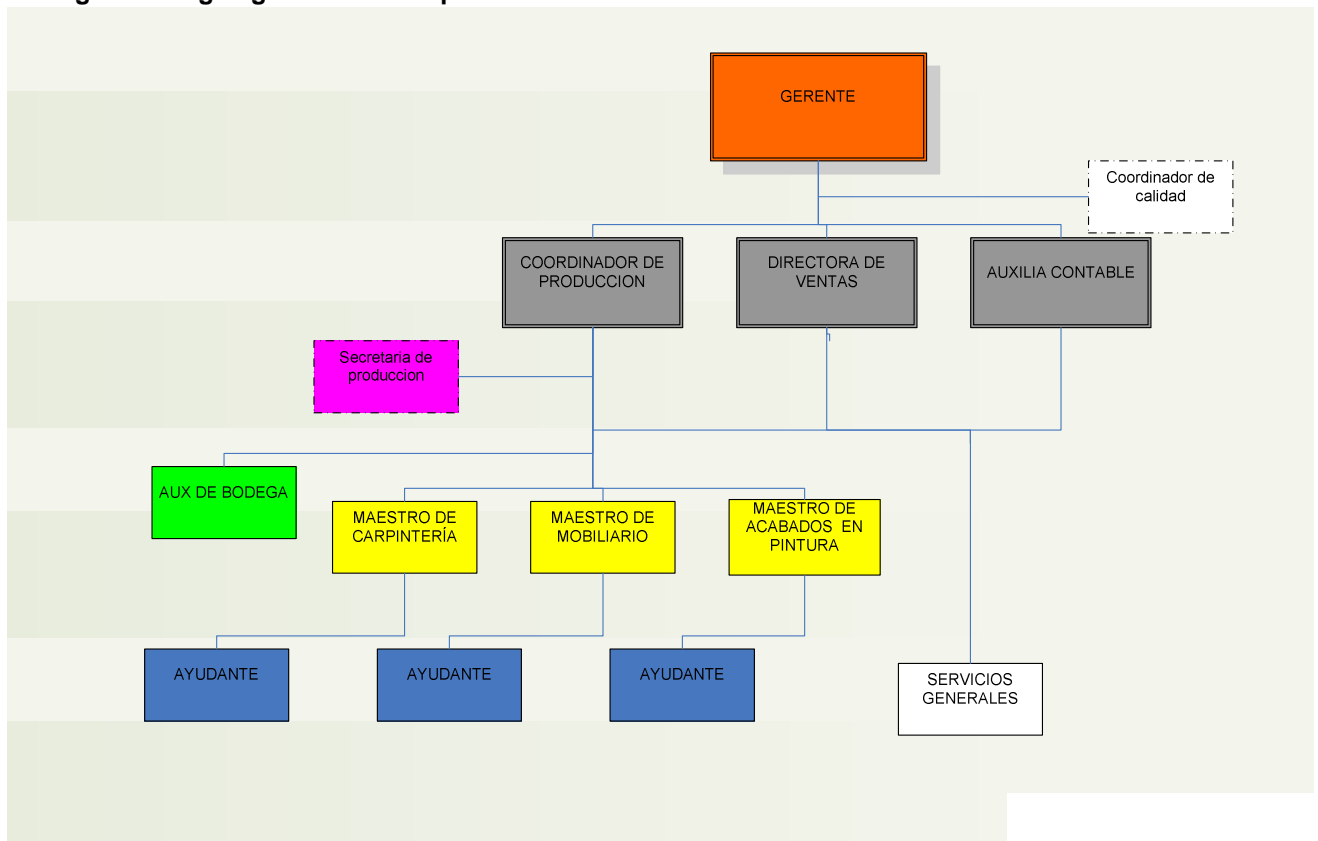 GERENTE
Coordinador de
calidad
COORDINADOR DE
PRODUCCION
DIRECTORA DE
VENTAS
AUXILIA CONTABLE
Secretaria de
produccion
AUX DE BODEGA
MAESTRO DE
CARPINTERÍA
MAESTRO DE
MOBILIARIO
MAESTRO DE
ACABADOS EN
PINTURA
AYUDANTE
AYUDANTE
AYUDANTE
SERVICIOS
GENERALES